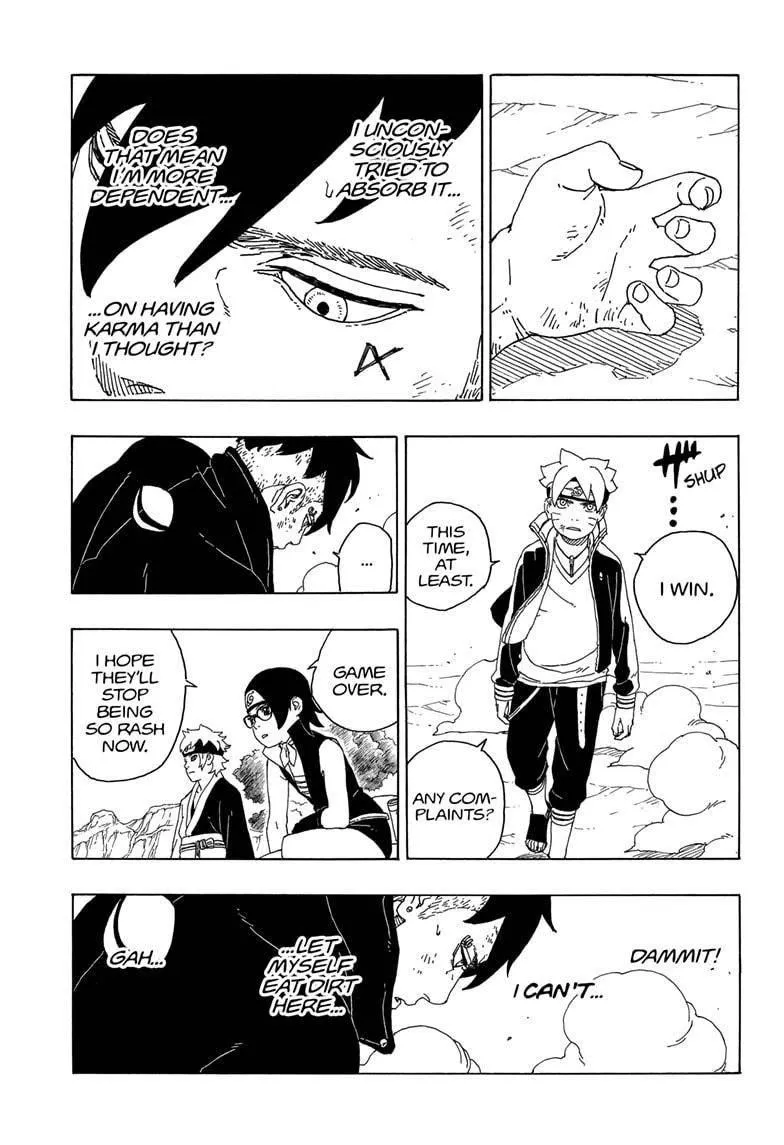 I UNCON-
SCIOUSLY
TRIED TO
ABSORB IT...
DOES
THAT MEAN
I'M MORE
DEPENDENT...
...ON HAVING
KARMA THAN
I THOUGHT?
SHUP
I WIN.
THIS
TIME,
AT
LEAST.
ANY COM-
PLAINTS?
...
GAME
OVER.
I HOPE
THEY'LL
STOP
BEING
SO RASH
NOW.
DAMMIT!
I CAN'T...
...LET
MYSELF
EAT DIRT
HERE...
GAH...